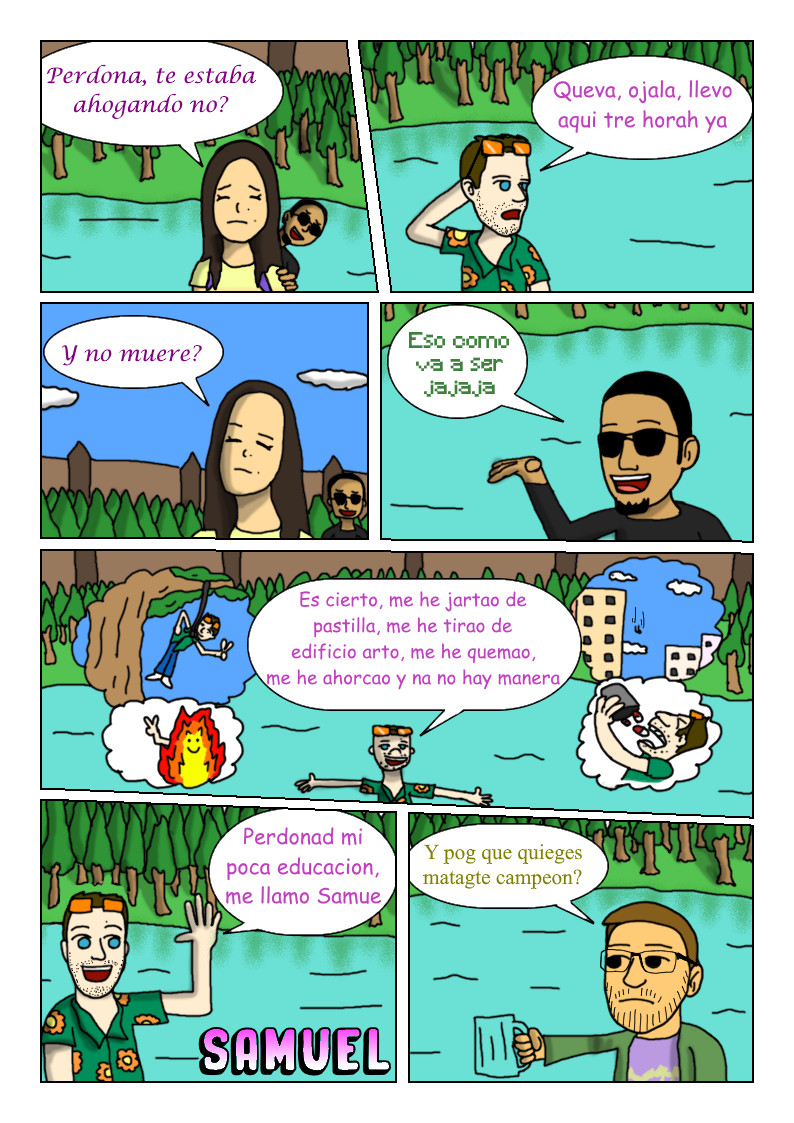 Perdona, te estaba
ahogando no?
Queva, ojala, llevo
aqui tre horah ya
Y no muere?
Eso como
va a ser
jajaja
Es cierto, me he jartao de
pastilla, me he tirao de
edificio arto, me he quemao,
me he ahorcao y na no hay manera
Perdonad mi
poca educacion,
me llamo Samue
SAMUEL
Y pog que quieges
matagte campeon?